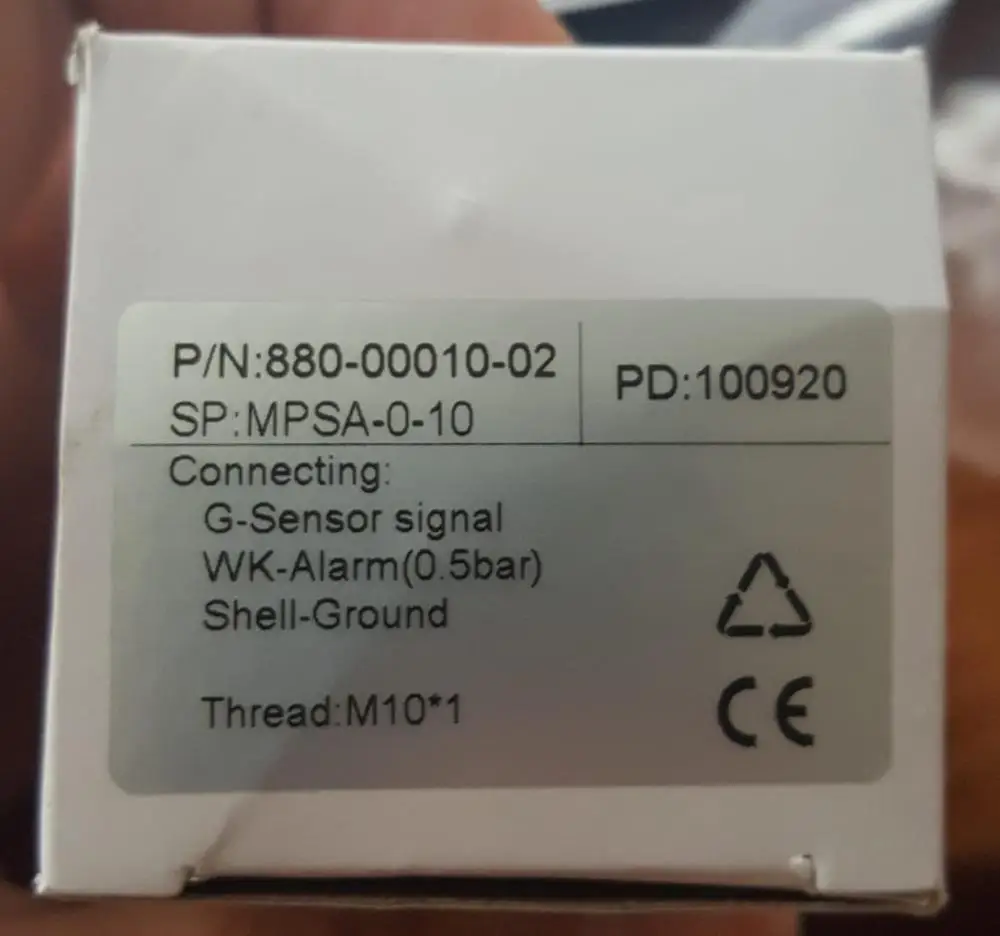 P/N:880-00010-02
SP:MPSA-0-10
PD:100920
Connecting:
G-Sensor signal
WK-Alarm(0.5bar)
Shell-Ground
Thread:M10*1
CE